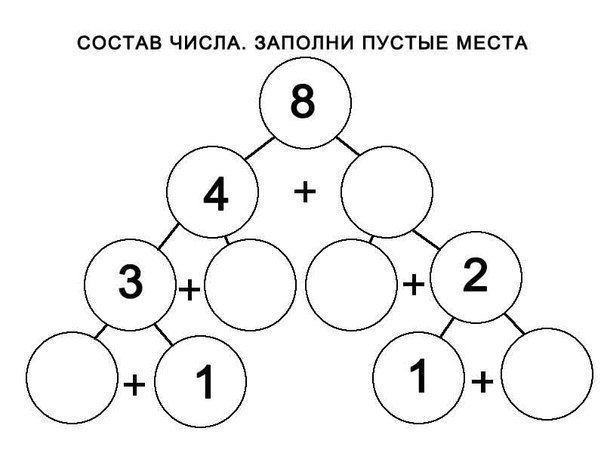 СОСТАВ ЧИСЛА. ЗАПОЛНИ ПУСТЫЕ МЕСТА
8
4 +
3 + + 2
+ 1 1 +